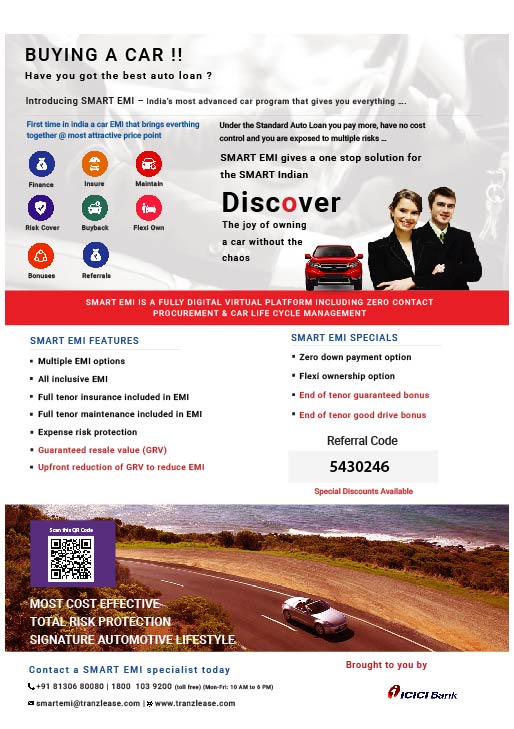 BUYING A CAR !!
Have you got the best auto loan ?
Introducing SMART EMI – India's most advanced car program that gives you everything ....
First time in india a car EMI that brings everthing
together @ most attractive price point
Finance
Insure
Maintain
Risk Cover
Buyback
Flexi Own
Bonuses
Referrals
Under the Standard Auto Loan you pay more, have no cost
control and you are exposed to multiple risks ...
SMART EMI gives a one stop solution for
the SMART Indian
Discover
The joy of owning
a car without the
chaos
SMART EMI IS A FULLY DIGITAL VIRTUAL PLATFORM INCLUDING ZERO CONTACT
PROCUREMENT & CAR LIFE CYCLE MANAGEMENT
SMART EMI FEATURES
Multiple EMI options
All inclusive EMI
Full tenor insurance included in EMI
Full tenor maintenance included in EMI
Expense risk protection
Guaranteed resale value (GRV)
Upfront reduction of GRV to reduce EMI
SMART EMI SPECIALS
Zero down payment option
Flexi ownership option
End of tenor guaranteed bonus
End of tenor good drive bonus
Referral Code
5430246
Special Discounts Available
Scan this QR Code
MOST COST EFFECTIVE
TOTAL RISK PROTECTION
SIGNATURE AUTOMOTIVE LIFESTYLE
Contact a SMART EMI specialist today
+91 81306 80080 | 1800 103 9200 (toll free) (Mon-Fri: 10 AM to 6 PM)
smartemi@tranzlease.com | www.tranzlease.com
Brought to you by
ICICI Bank